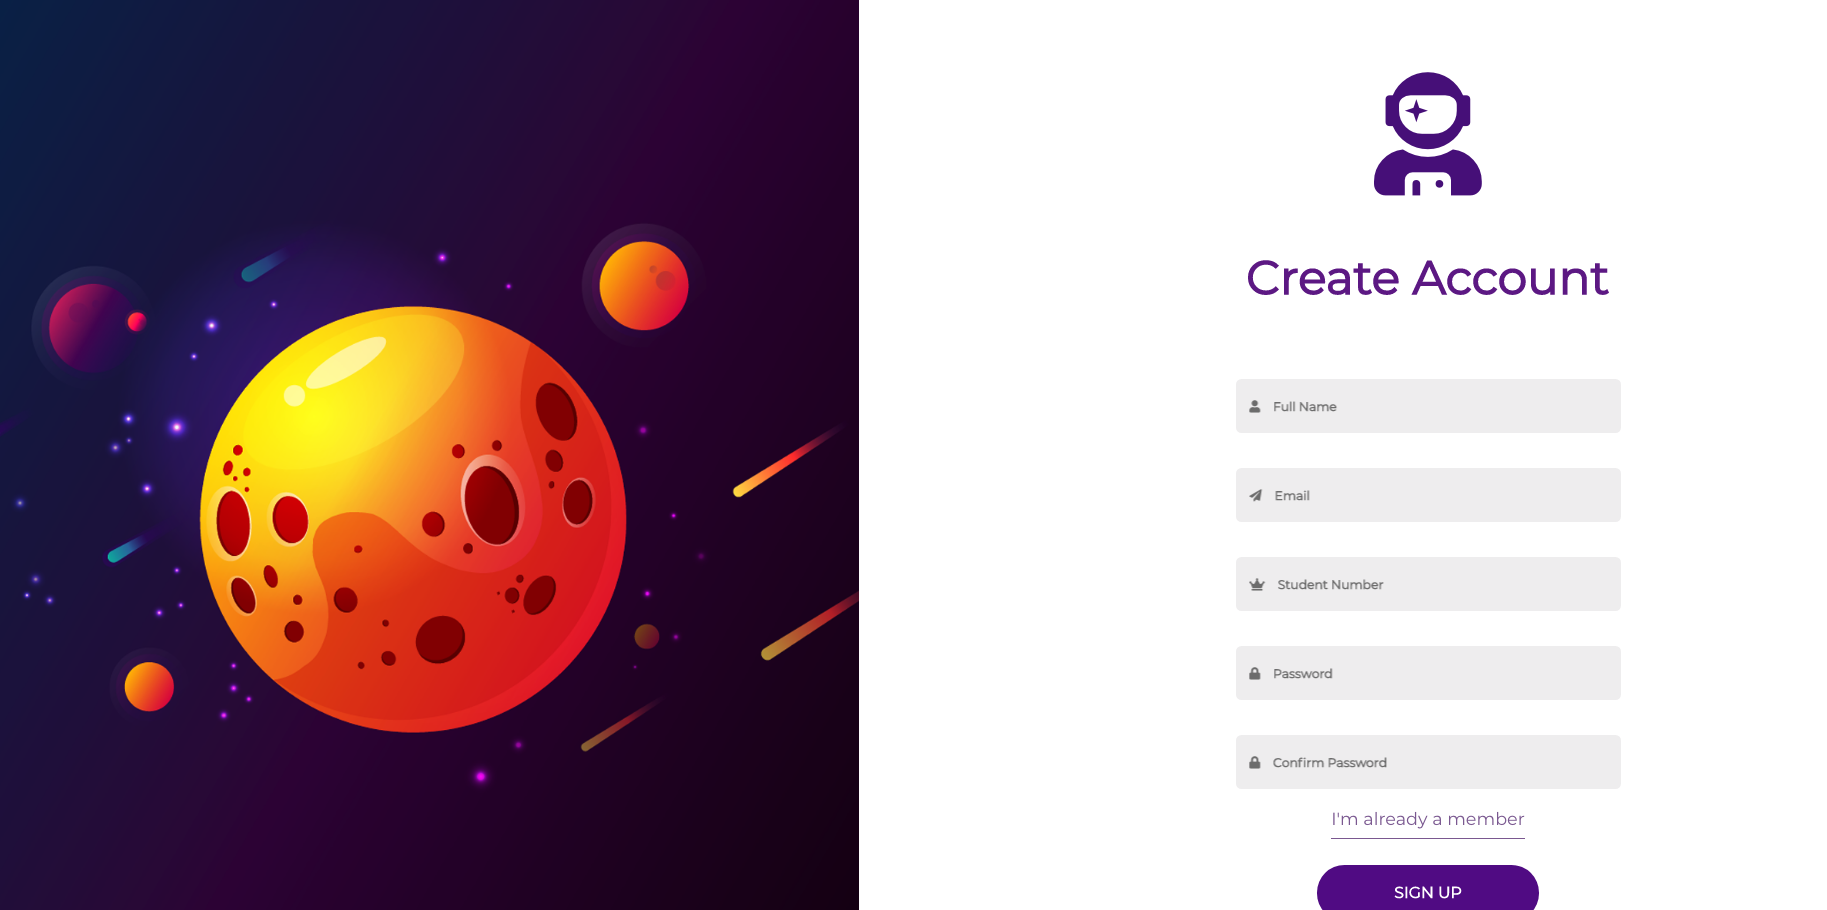 Create Account
Full Name
Email
Student Number
Password
Confirm Password
I'm already a member
SIGN UP